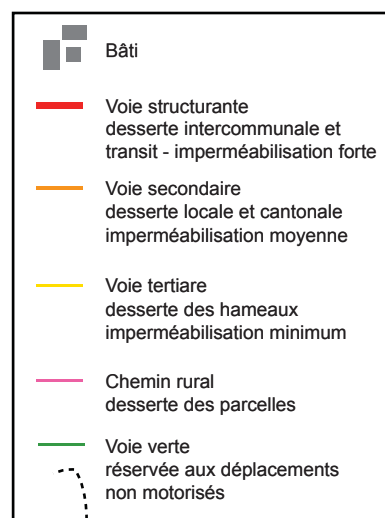 Bâti
Voie structurante
desserte intercommunale et
transit - imperméabilisation forte
Voie secondaire
desserte locale et cantonale
imperméabilisation moyenne
Voie tertiare
desserte des hameaux
imperméabilisation minimum
Chemin rural
desserte des parcelles
Voie verte
réservée aux déplacements
non motorisés